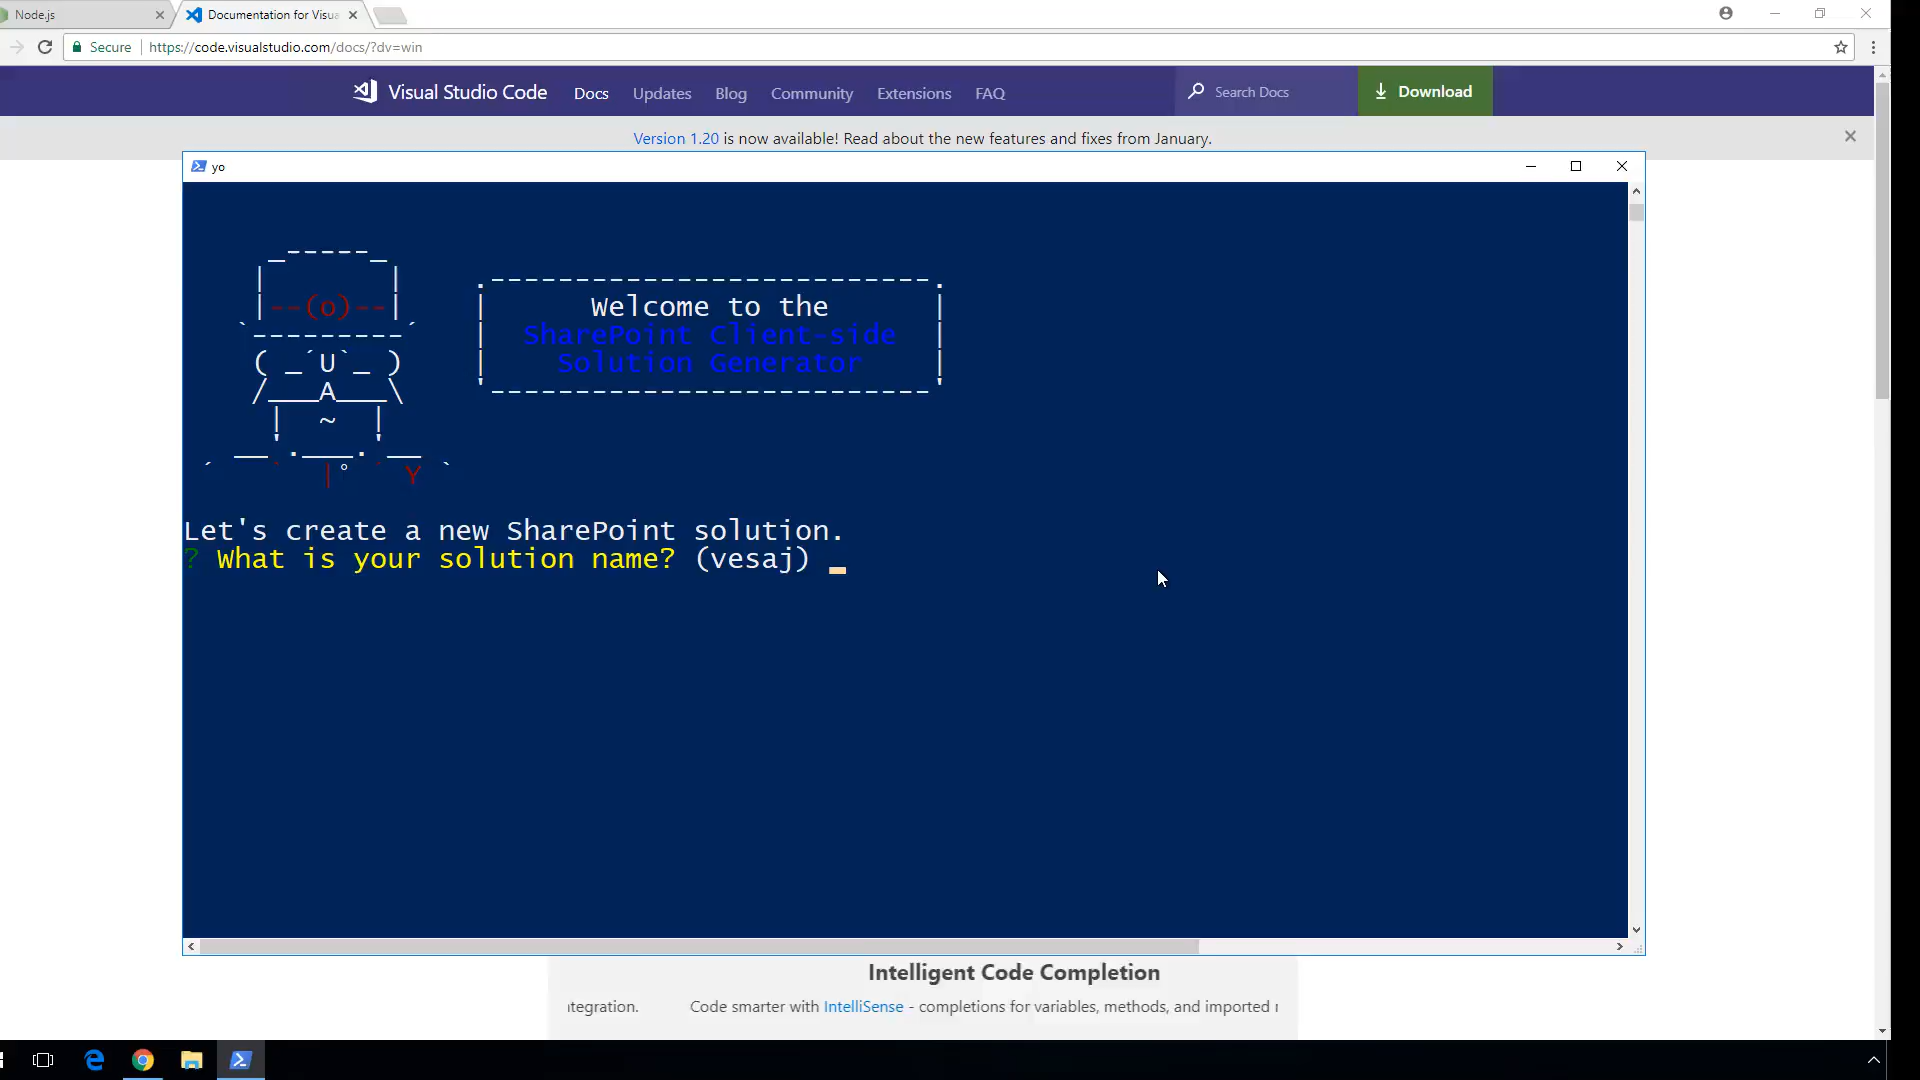 Node.js
Documentation for Visua
Secure
https://code.visualstudio.com/docs/?dv=win
Visual Studio Code
Docs
Updates
Blog
Community
Extensions
FAQ
Search Docs
Download
Version 1.20 is now available! Read about the new features and fixes from January.
yo
Welcome to the
SharePoint Client-side
Solution Generator
Let's create a new SharePoint solution.
? What is your solution name? (vesaj) _
Intelligent Code Completion
ntegration.
Code smarter with IntelliSense - completions for variables, methods, and imported